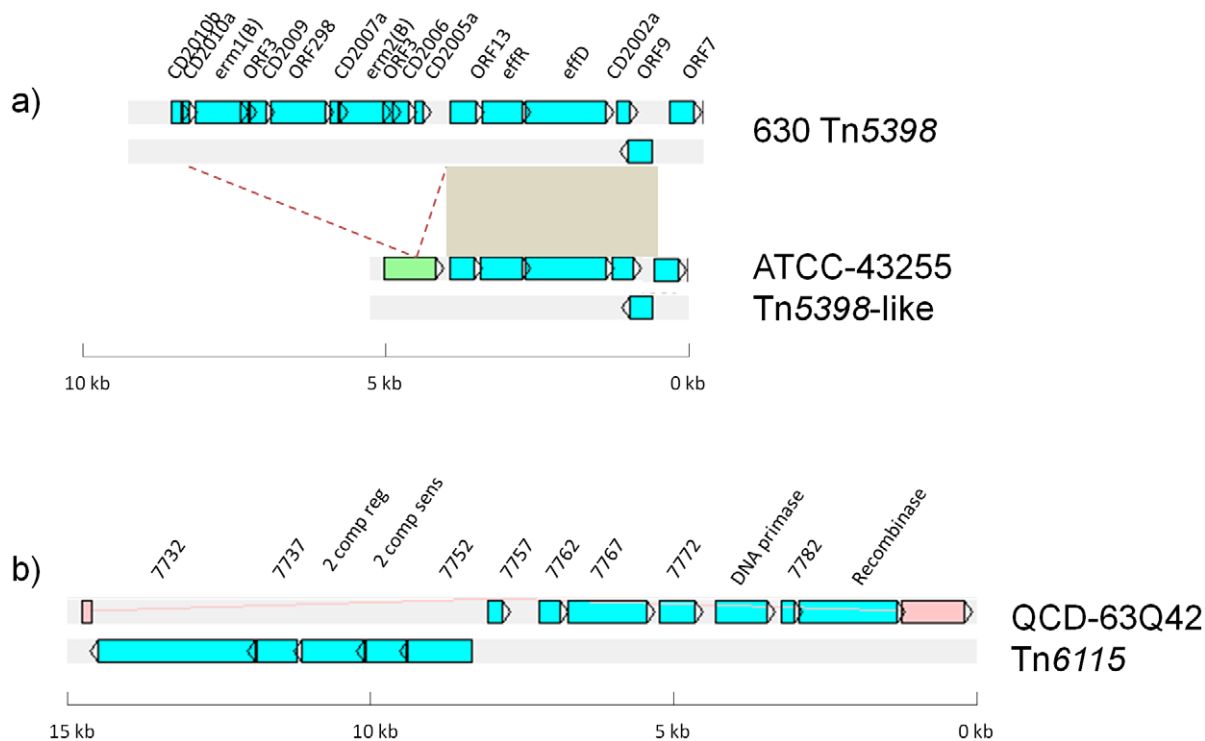 a)
CD2010b
CD2010a
erm1(B)
ORF3
CD2009
ORF298
CD2007a
erm2(B)
ORF3
CD2006
CD2005a
ORF13
effR
effD
CD2002a
ORF9
ORF7
630 Tn5398
ATCC-43255
Tn5398-like
10 kb
5 kb
0 kb
b)
7732
7737
2 comp reg
2 comp sens
7752
7757
7762
7767
7772
DNA primase
7782
Recombinase
QCD-63Q42
Tn6115
15 kb
10 kb
5 kb
0 kb